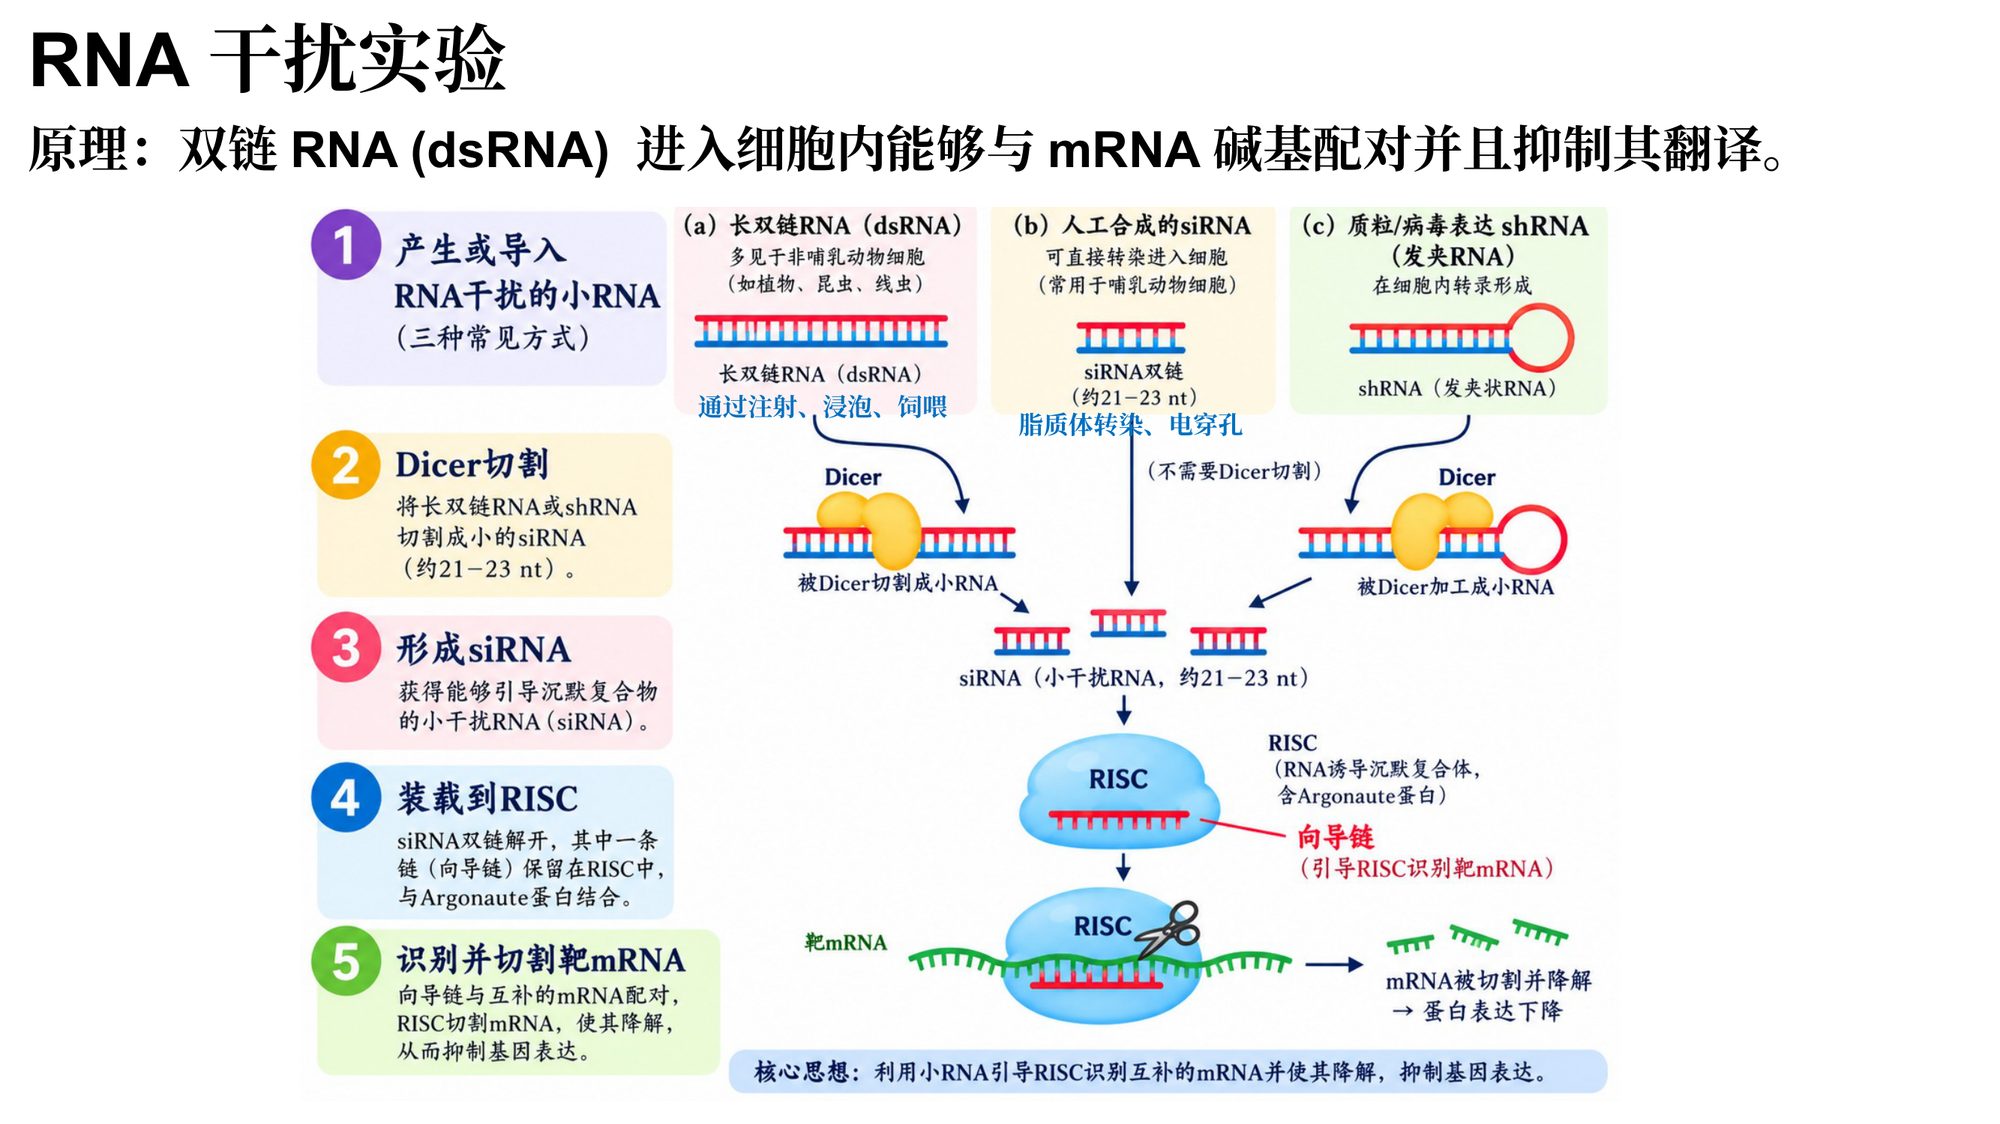 RNA 干扰实验
原理：双链 RNA (dsRNA) 进入细胞内能够与 mRNA 碱基配对并且抑制其翻译。
1
产生或导入
RNA干扰的小RNA
（三种常见方式）
(a) 长双链RNA（dsRNA）
多见于非哺乳动物细胞
（如植物、昆虫、线虫）
长双链RNA（dsRNA）
通过注射、浸泡、饲喂
(b) 人工合成的siRNA
可直接转染进入细胞
（常用于哺乳动物细胞）
siRNA双链
（约21–23 nt）
脂质体转染、电穿孔
(c) 质粒/病毒表达 shRNA
（发夹RNA）
在细胞内转录形成
shRNA（发夹状RNA）
2
Dicer切割
将长双链RNA或shRNA
切割成小的siRNA
（约21–23 nt）。
Dicer
被Dicer切割成小RNA
（不需要Dicer切割）
Dicer
被Dicer加工成小RNA
3
形成siRNA
获得能够引导沉默复合物
的小干扰RNA（siRNA）。
siRNA（小干扰RNA，约21–23 nt）
4
装载到RISC
siRNA双链解开，其中一条
链（向导链）保留在RISC中，
与Argonaute蛋白结合。
RISC
RISC
（RNA诱导沉默复合体，
含Argonaute蛋白）
向导链
（引导RISC识别靶mRNA）
5
识别并切割靶mRNA
向导链与互补的mRNA配对，
RISC切割mRNA，使其降解，
从而抑制基因表达。
靶mRNA
RISC
mRNA被切割并降解
→ 蛋白表达下降
核心思想：利用小RNA引导RISC识别互补的mRNA并使其降解，抑制基因表达。